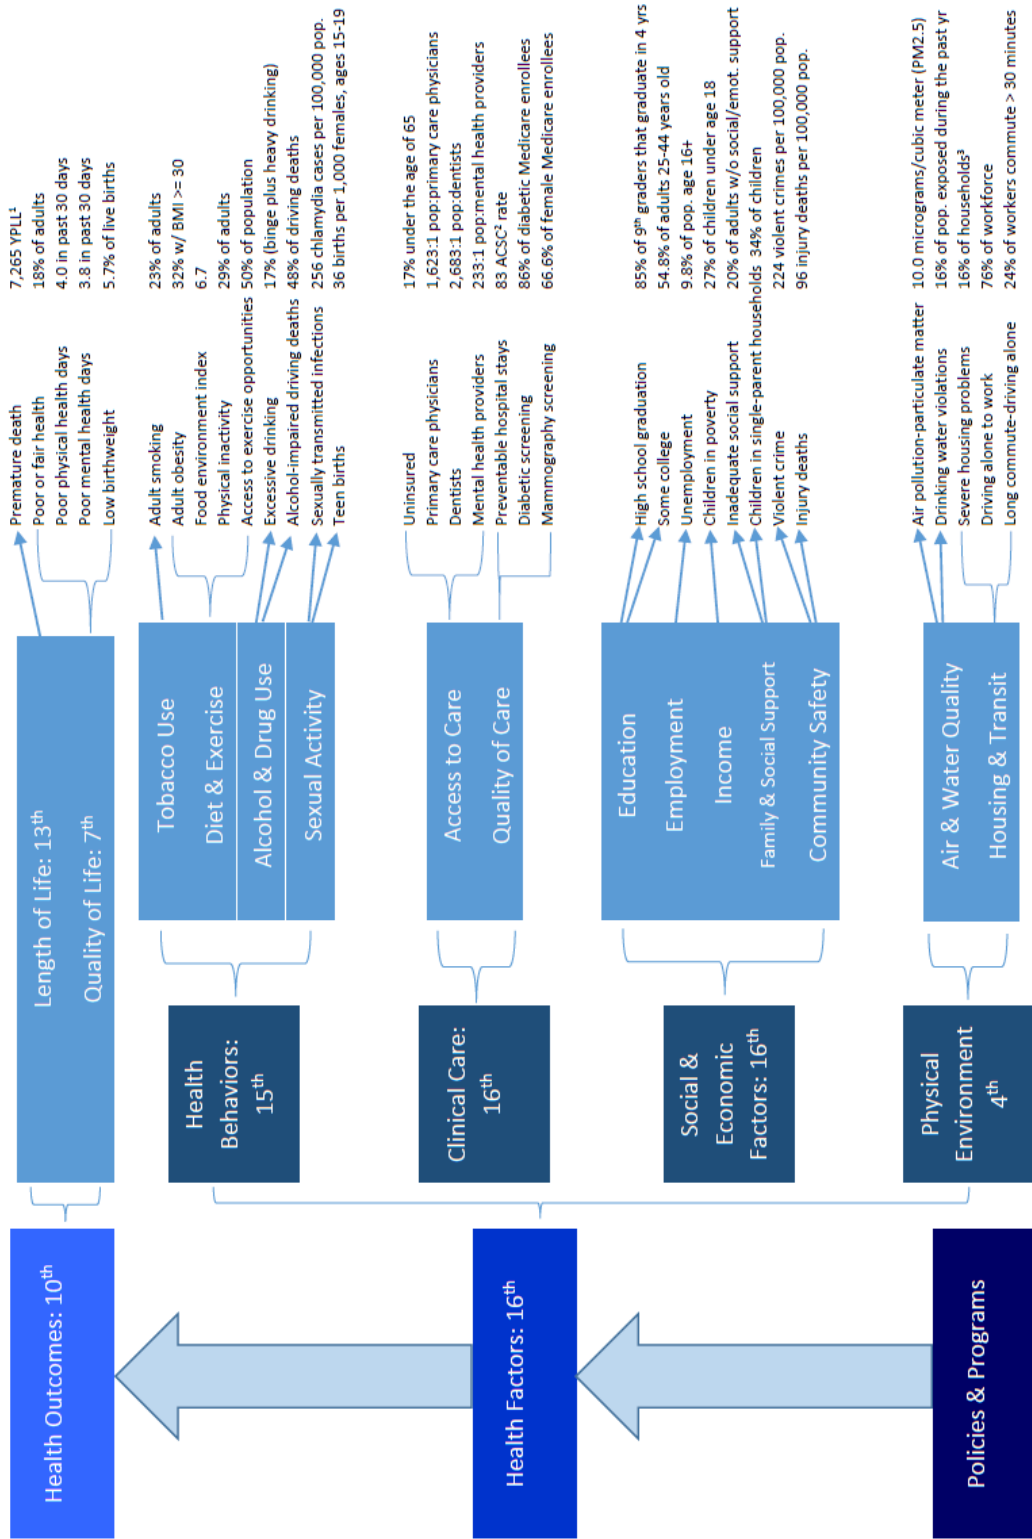 Health Outcomes: 10th
Length of Life: 13th
Quality of Life: 7th
Premature death 7,265 YPLL¹
Poor or fair health 18% of adults
Poor physical health days 4.0 in past 30 days
Poor mental health days 3.8 in past 30 days
Low birthweight 5.7% of live births
Health Factors: 16th
Health
Behaviors:
15th
Tobacco Use
Diet & Exercise
Alcohol & Drug Use
Sexual Activity
Adult smoking 23% of adults
Adult obesity 32% w/ BMI >= 30
Food environment index 6.7
Physical inactivity 29% of adults
Access to exercise opportunities 50% of population
Excessive drinking 17% (binge plus heavy drinking)
Alcohol-impaired driving deaths 48% of driving deaths
Sexually transmitted infections 256 chlamydia cases per 100,000 pop.
Teen births 36 births per 1,000 females, ages 15-19
Clinical Care:
16th
Access to Care
Quality of Care
Uninsured 17% under the age of 65
Primary care physicians 1,623:1 pop:primary care physicians
Dentists 2,683:1 pop:dentists
Mental health providers 233:1 pop:mental health providers
Preventable hospital stays 83 ACSC² rate
Diabetic screening 86% of diabetic Medicare enrollees
Mammography screening 66.6% of female Medicare enrollees
Social &
Economic
Factors: 16th
Education
Employment
Income
Family & Social Support
Community Safety
High school graduation 85% of 9th graders that graduate in 4 yrs
Some college 54.8% of adults 25-44 years old
Unemployment 9.8% of pop. age 16+
Children in poverty 27% of children under age 18
Inadequate social support 20% of adults w/o social/emot. support
Children in single-parent households 34% of children
Violent crime 224 violent crimes per 100,000 pop.
Injury deaths 96 injury deaths per 100,000 pop.
Policies & Programs
Physical
Environment
4th
Air & Water Quality
Housing & Transit
Air pollution-particulate matter 10.0 micrograms/cubic meter (PM2.5)
Drinking water violations 16% of pop. exposed during the past yr
Severe housing problems 16% of households³
Driving alone to work 76% of workforce
Long commute-driving alone 24% of workers commute > 30 minutes